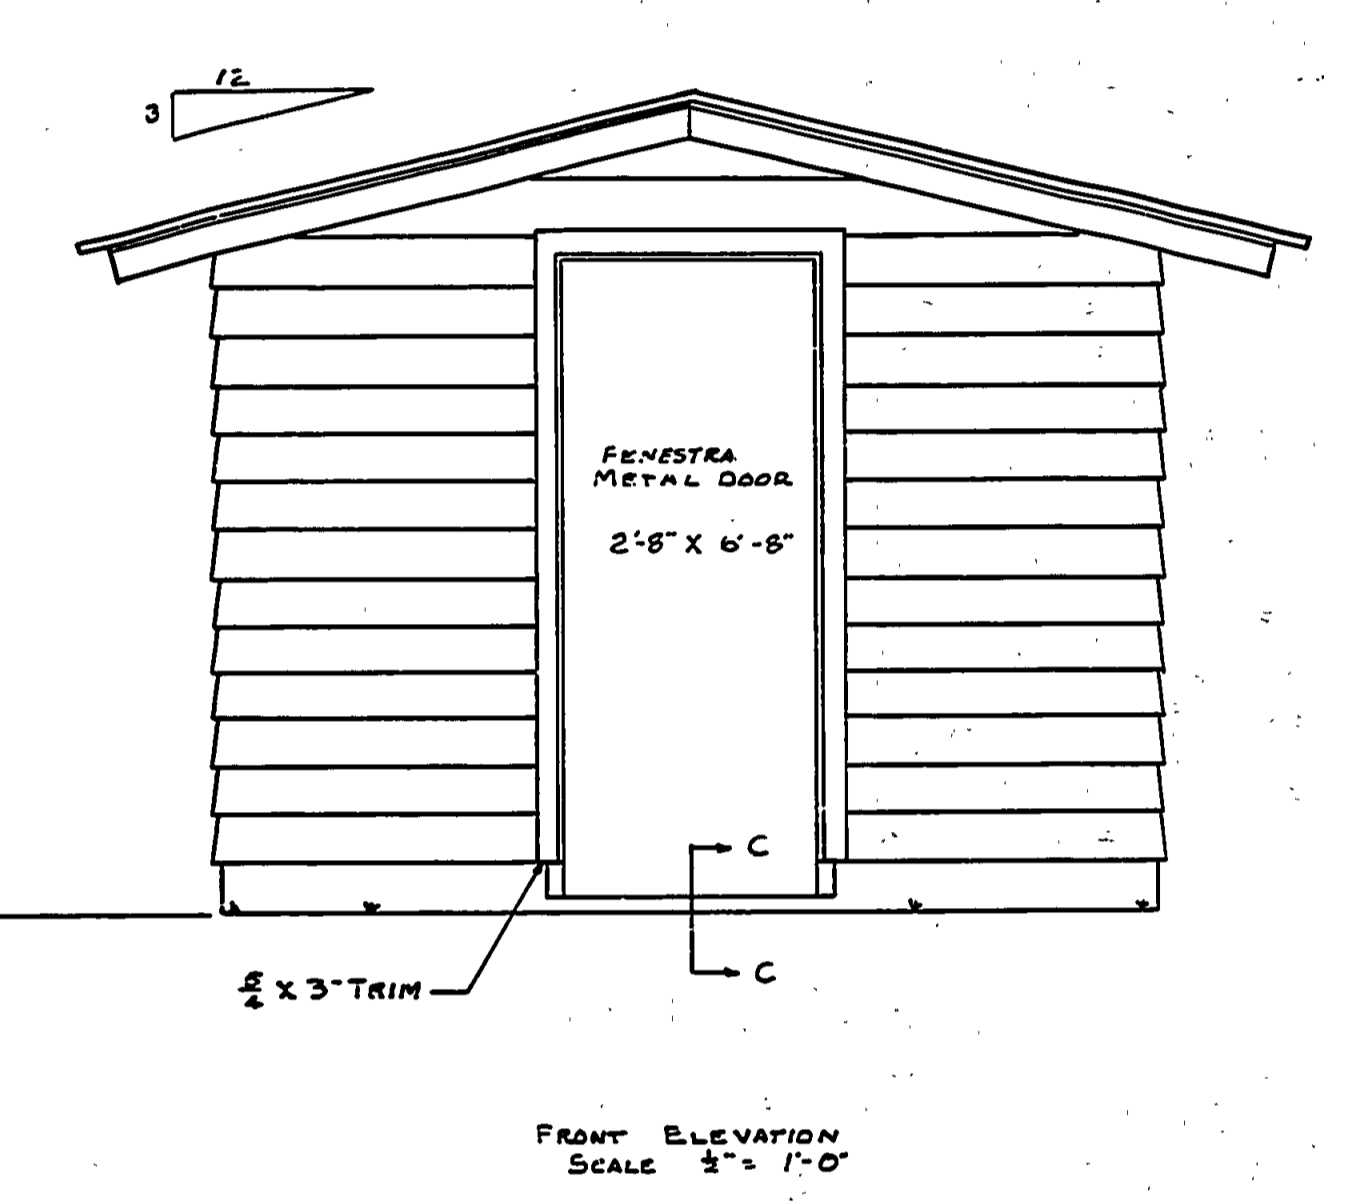 12
3
FENESTRA
METAL DOOR
2'-8" X 6'-8"
C
C
5/4 X 3" TRIM
FRONT ELEVATION
SCALE ½" = 1'-0"